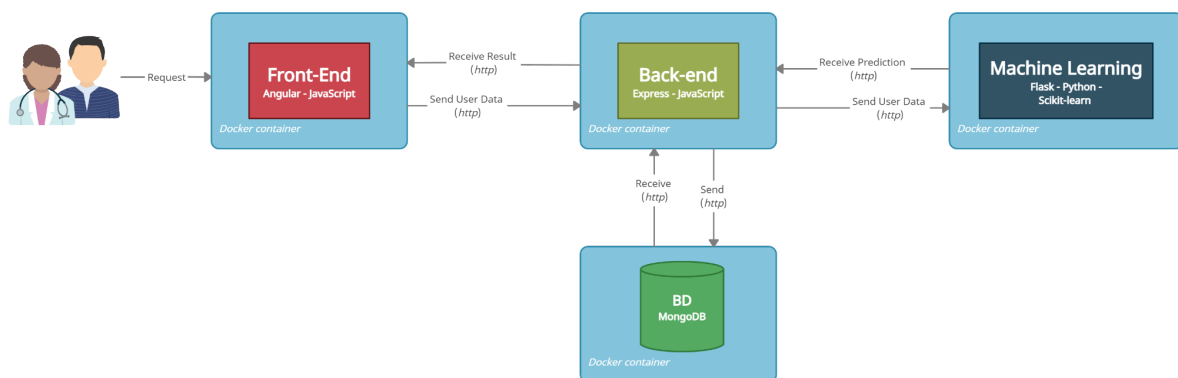 Request
Front-End
Angular - JavaScript
Docker container
Receive Result
(http)
Send User Data
(http)
Back-end
Express - JavaScript
Docker container
Receive Prediction
(http)
Send User Data
(http)
Machine Learning
Flask - Python -
Scikit-learn
Docker container
Receive
(http)
Send
(http)
BD
MongoDB
Docker container